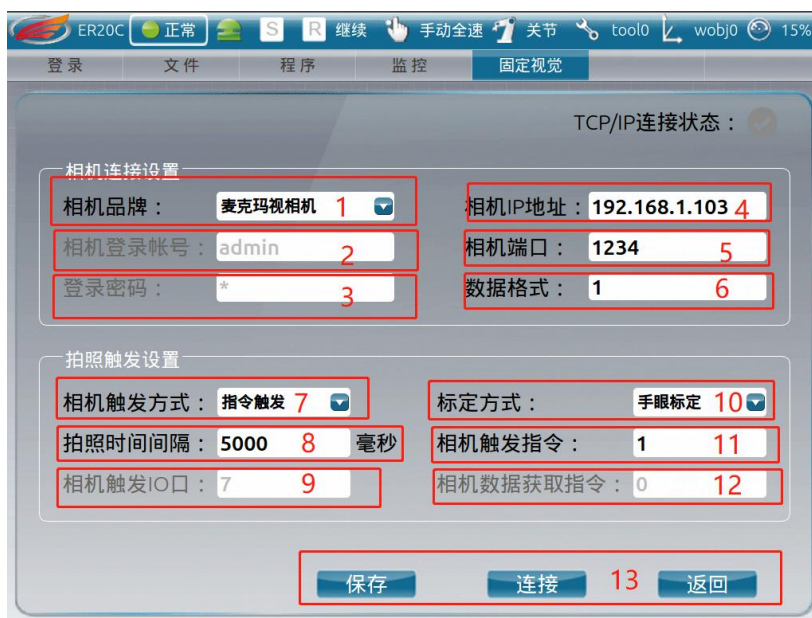 ER20C 正常 S R 继续 手动全速 关节 tool0 wobj0 15%
登录 文件 程序 监控 固定视觉
TCP/IP连接状态：
相机连接设置
相机品牌： 麦克玛视相机 1 相机IP地址： 192.168.1.103 4
相机登录帐号： admin 2 相机端口： 1234 5
登录密码： * 3 数据格式： 1 6
拍照触发设置
相机触发方式： 指令触发 7 标定方式： 手眼标定 10
拍照时间间隔： 5000 8 毫秒 相机触发指令： 1 11
相机触发IO口： 7 9 相机数据获取指令： 0 12
保存 连接 13 返回